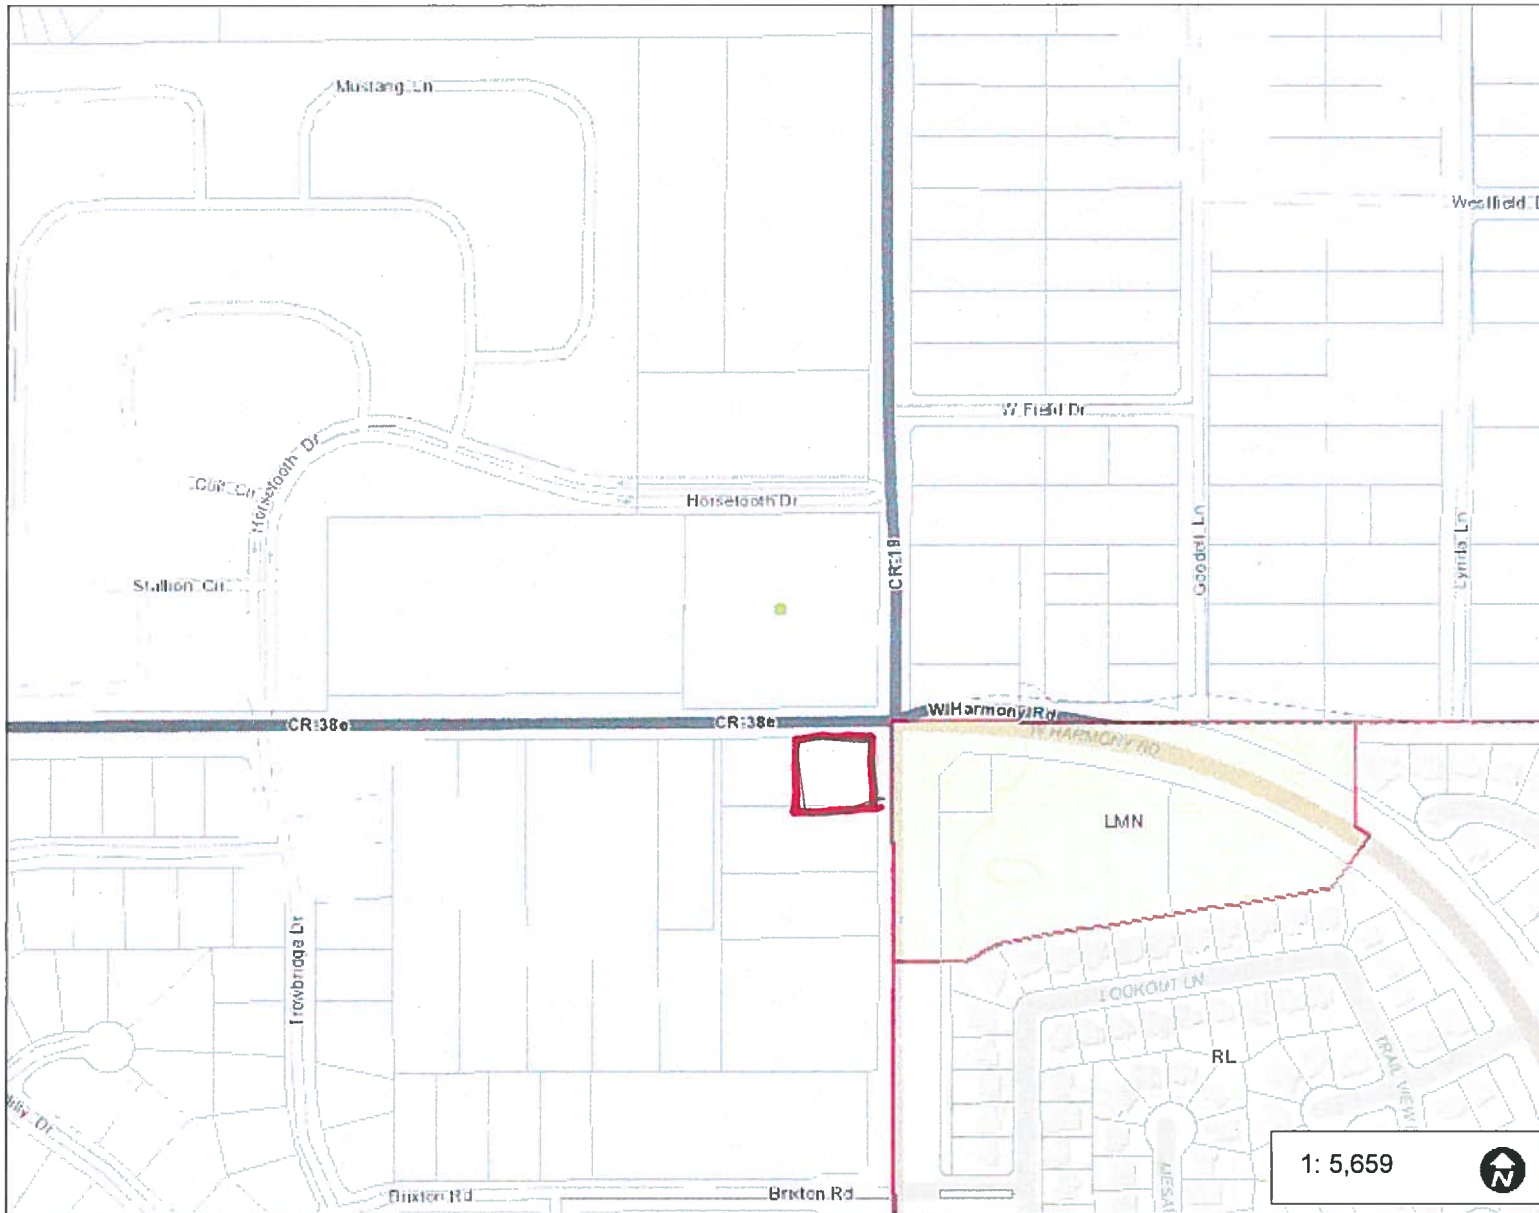 Mustang Ln
Westfield D
W Field Dr
Horsetooth Dr
Colt Cir
Horsetooth Dr
CR 19
Goodell Ln
Lynda Ln
Stallion Cir
CR 38e
CR 38e
W Harmony Rd
W HARMONY RD
LMN
Trowbridge Dr
LOOKOUT LN
RL
TRAIL VIEW
Dr
MESA
1: 5,659
N
Brixton Rd
Brixton Rd